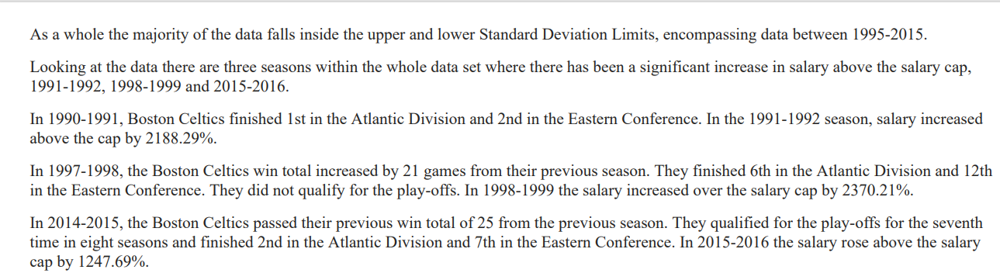 As a whole the majority of the data falls inside the upper and lower Standard Deviation Limits, encompassing data between 1995-2015.
Looking at the data there are three seasons within the whole data set where there has been a significant increase in salary above the salary cap,
1991-1992, 1998-1999 and 2015-2016.
In 1990-1991, Boston Celtics finished 1st in the Atlantic Division and 2nd in the Eastern Conference. In the 1991-1992 season, salary increased
above the cap by 2188.29%.
In 1997-1998, the Boston Celtics win total increased by 21 games from their previous season. They finished 6th in the Atlantic Division and 12th
in the Eastern Conference. They did not qualify for the play-offs. In 1998-1999 the salary increased over the salary cap by 2370.21%.
In 2014-2015, the Boston Celtics passed their previous win total of 25 from the previous season. They qualified for the play-offs for the seventh
time in eight seasons and finished 2nd in the Atlantic Division and 7th in the Eastern Conference. In 2015-2016 the salary rose above the salary
cap by 1247.69%.